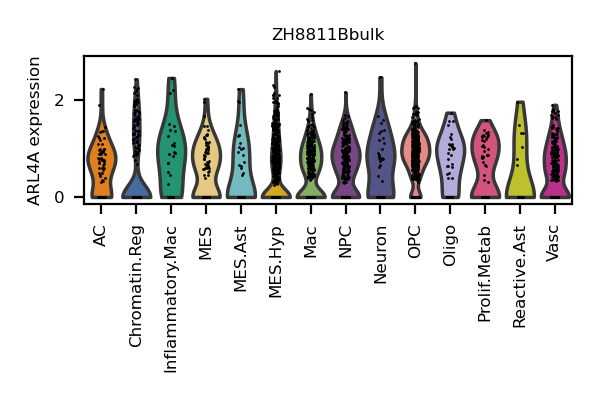 ZH8811Bbulk
ARL4A expression
2
0
AC
Chromatin.Reg
Inflammatory.Mac
MES
MES.Ast
MES.Hyp
Mac
NPC
Neuron
OPC
Oligo
Prolif.Metab
Reactive.Ast
Vasc